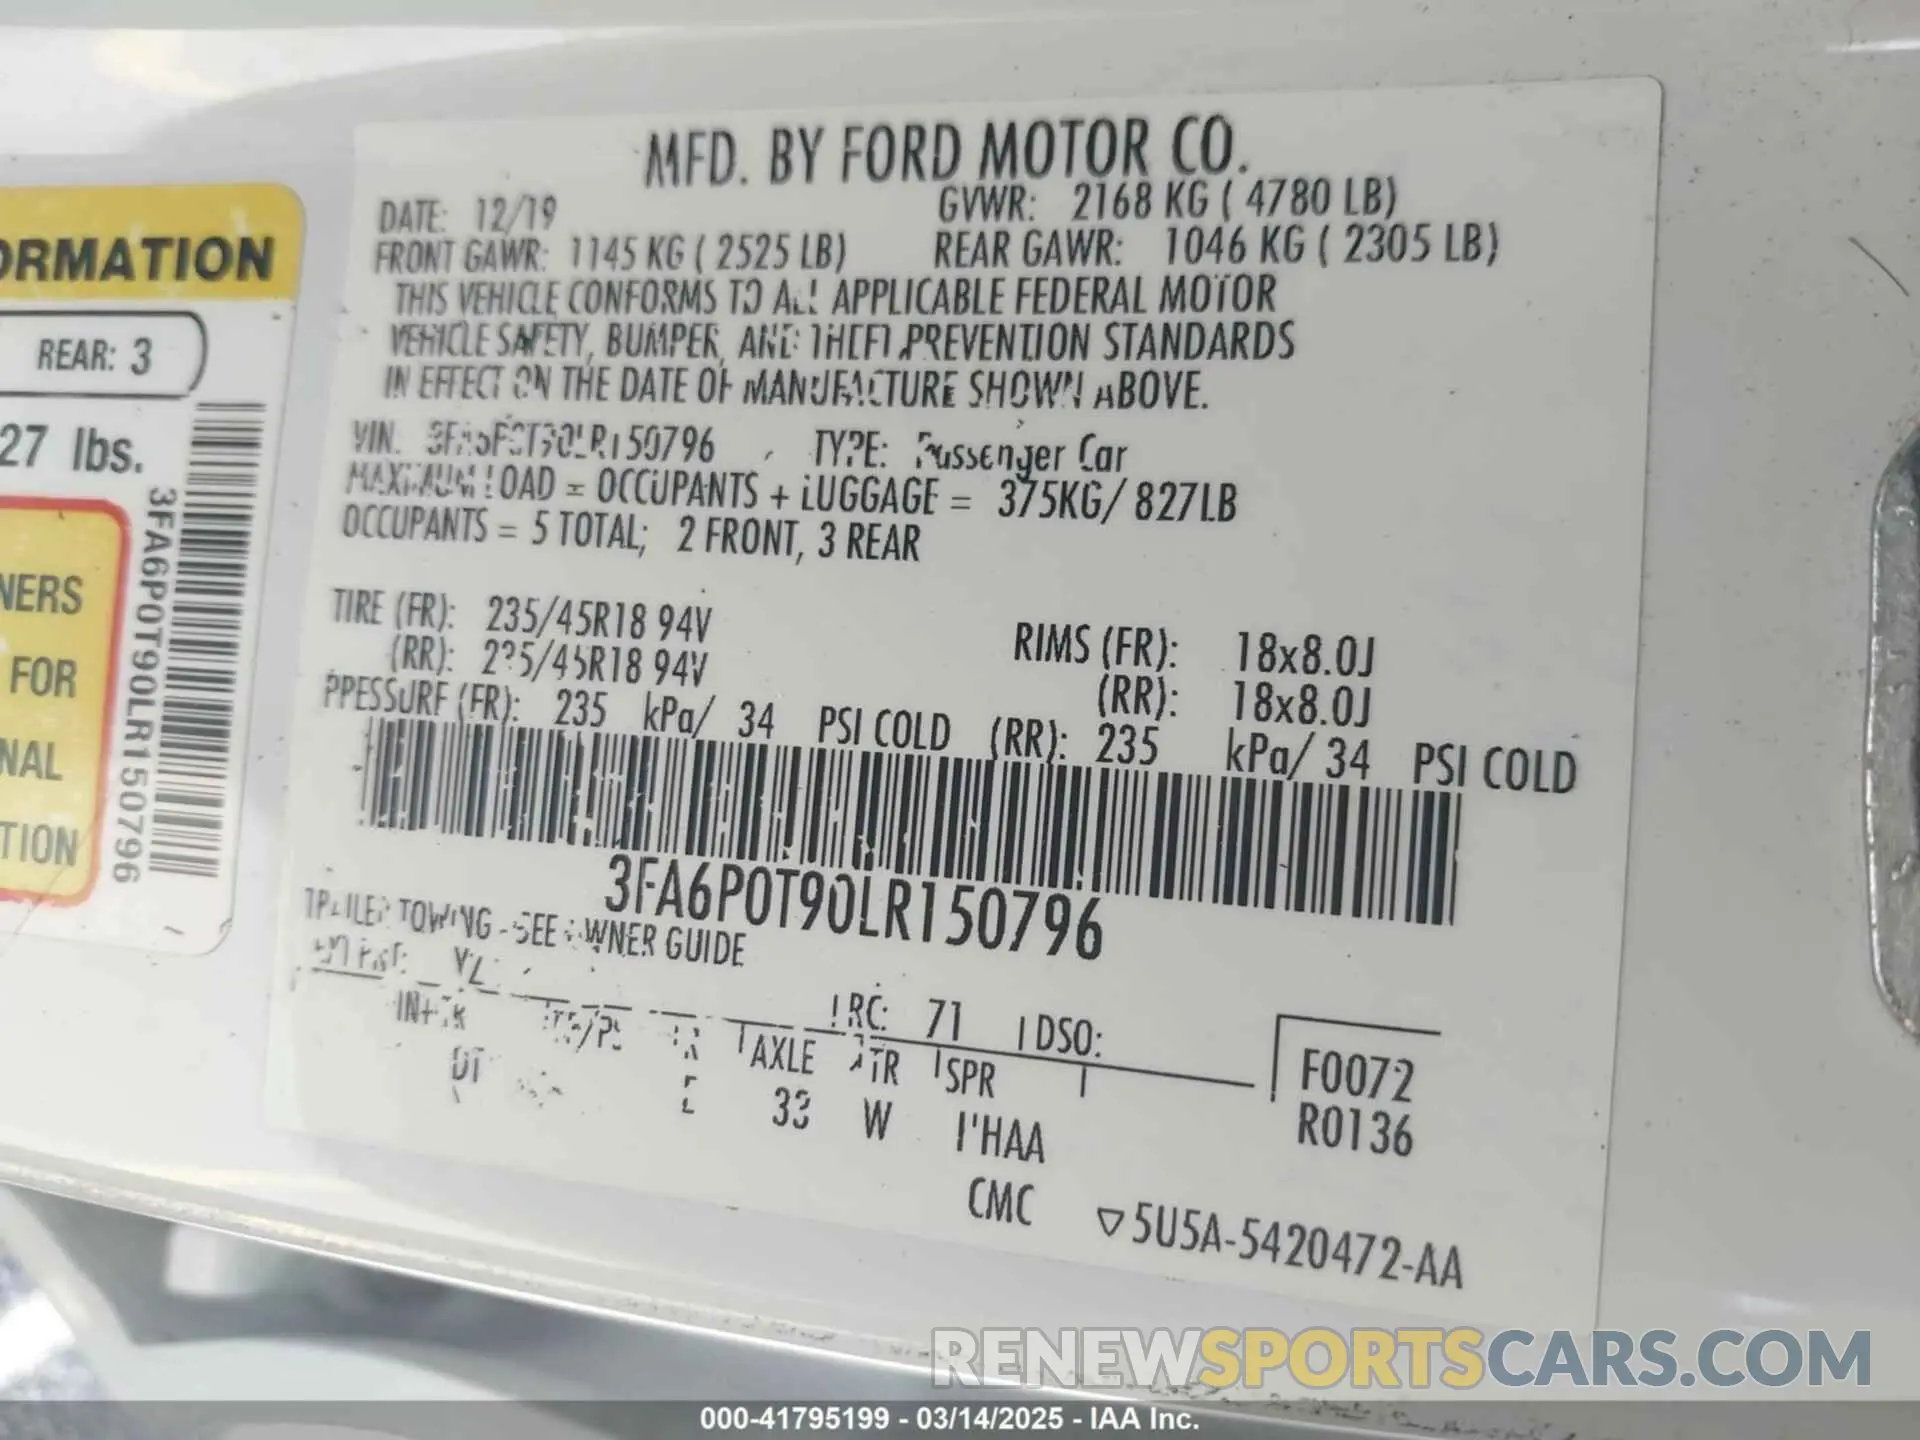 MFD. BY FORD MOTOR CO.
DATE: 12/19 GVWR: 2168 KG ( 4780 LB)
FRONT GAWR: 1145 KG ( 2525 LB) REAR GAWR: 1046 KG ( 2305 LB)
THIS VEHICLE CONFORMS TO ALL APPLICABLE FEDERAL MOTOR
VEHICLE SAFETY, BUMPER, AND THEFT PREVENTION STANDARDS
IN EFFECT ON THE DATE OF MANUFACTURE SHOWN ABOVE.
VIN: 3FA6P0T90LR150796 TYPE: Passenger Car
MAXIMUM LOAD = OCCUPANTS + LUGGAGE = 375KG/ 827LB
OCCUPANTS = 5 TOTAL; 2 FRONT, 3 REAR
TIRE (FR): 235/45R18 94V RIMS (FR): 18x8.0J
(RR): 235/45R18 94V (RR): 18x8.0J
PRESSURE (FR): 235 kPa/ 34 PSI COLD (RR): 235 kPa/ 34 PSI COLD
3FA6P0T90LR150796
TRAILER TOWING - SEE OWNER GUIDE
EXT PNT: YZ RC: 71 DSO:
AXLE TR SPR
33 W HAA
CMC
F0072
R0136
▽5U5A-5420472-AA
ORMATION
REAR: 3
27 lbs.
NERS
FOR
NAL
TION
3FA6P0T90LR150796
RENEWSPORTSCARS.COM
000-41795199 - 03/14/2025 - IAA Inc.